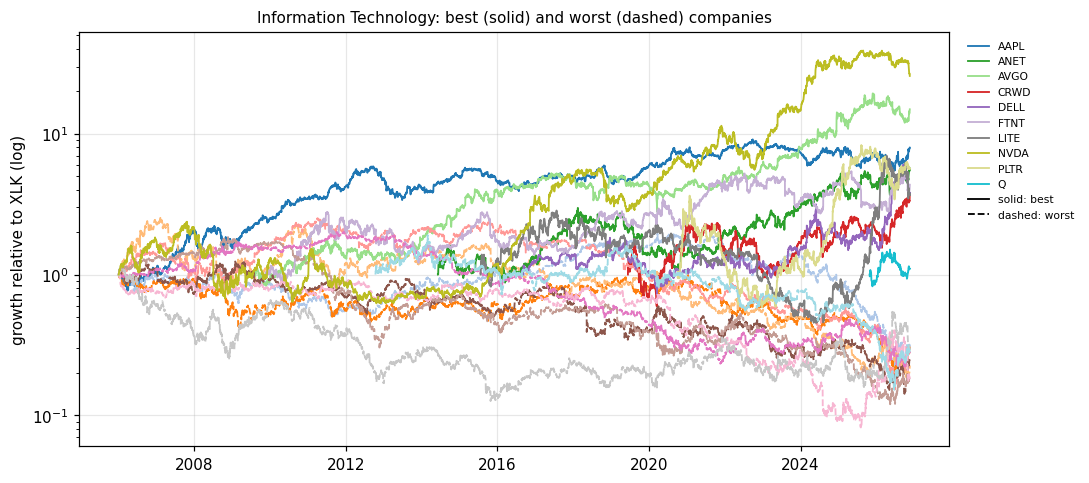 Information Technology: best (solid) and worst (dashed) companies
growth relative to XLK (log)
10¹
10⁰
10⁻¹
2008
2012
2016
2020
2024
AAPL
ANET
AVGO
CRWD
DELL
FTNT
LITE
NVDA
PLTR
Q
solid: best
dashed: worst